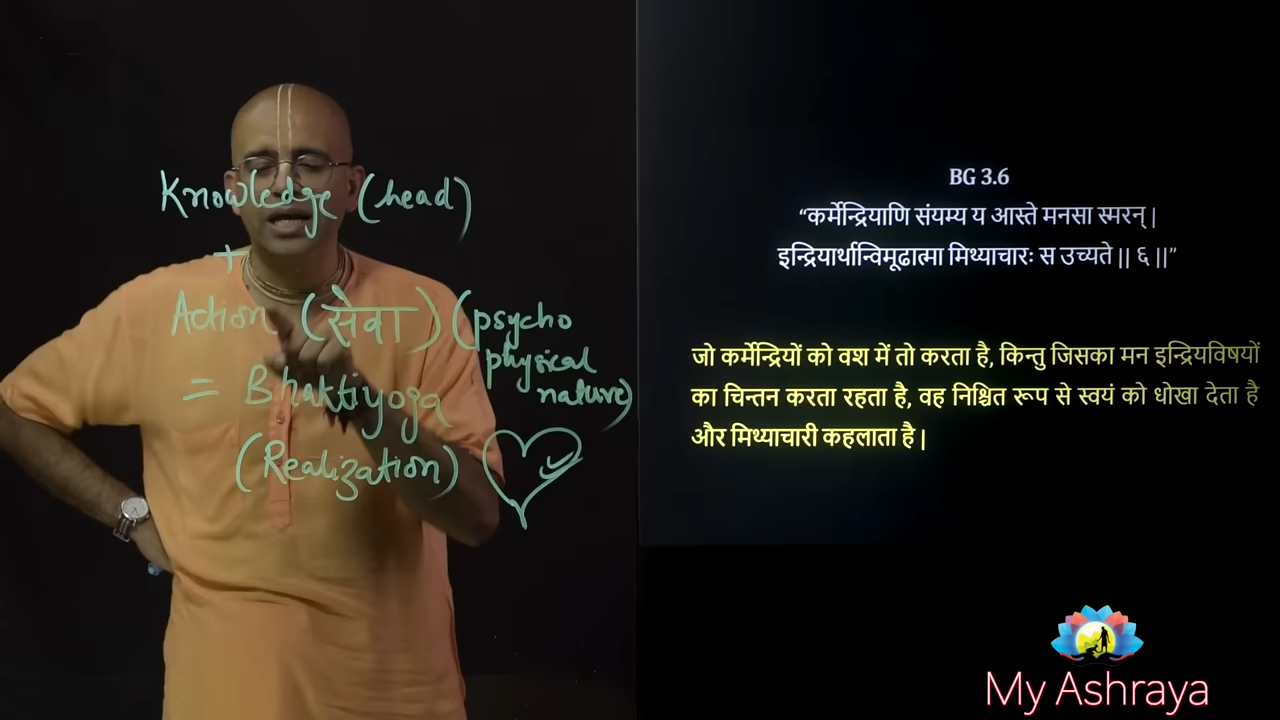 Knowledge (head)
+
Action (सेवा) (psycho
physical
nature)
= Bhaktiyoga
(Realization)
BG 3.6
“कर्मेन्द्रियाणि संयम्य य आस्ते मनसा स्मरन् |
इन्द्रियार्थान्विमूढात्मा मिथ्याचारः स उच्यते || ६ ||”
जो कर्मेन्द्रियों को वश में तो करता है, किन्तु जिसका मन इन्द्रियविषयों
का चिन्तन करता रहता है, वह निश्चित रूप से स्वयं को धोखा देता है
और मिथ्याचारी कहलाता है |
My Ashraya